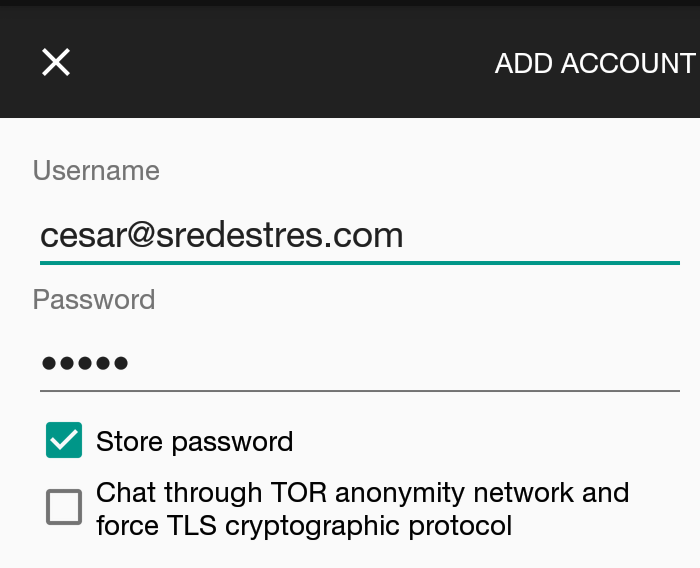 ADD ACCOUNT
Username
cesar@sredestres.com
Password
•••••
Store password
Chat through TOR anonymity network and
force TLS cryptographic protocol